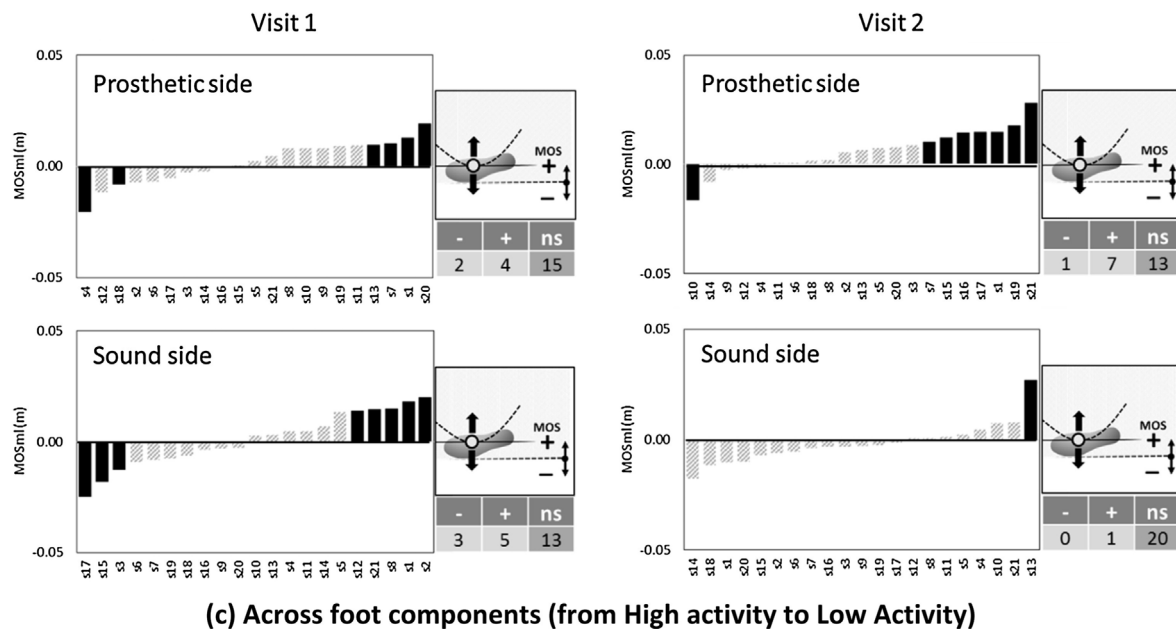 Visit 1
Visit 2
0.05
Prosthetic side
MOSml (m)
0.00
-0.05
MOS
+
−
- + ns
2 4 15
s4 s12 s18 s2 s6 s17 s3 s14 s16 s15 s5 s21 s8 s10 s9 s19 s11 s13 s7 s1 s20
0.05
Prosthetic side
MOSml (m)
0.00
-0.05
MOS
+
−
- + ns
1 7 13
s10 s14 s9 s12 s4 s11 s6 s18 s8 s2 s13 s5 s20 s3 s7 s15 s16 s17 s1 s19 s21
0.05
Sound side
MOSml (m)
0.00
-0.05
MOS
+
−
- + ns
3 5 13
s17 s15 s3 s6 s7 s19 s18 s16 s9 s20 s10 s13 s4 s11 s14 s5 s12 s21 s8 s1 s2
0.05
Sound side
MOSml (m)
0.00
-0.05
MOS
+
−
- + ns
0 1 20
s14 s18 s1 s20 s15 s2 s6 s7 s16 s3 s8 s9 s19 s17 s12 s11 s5 s4 s10 s21 s13
(c) Across foot components (from High activity to Low Activity)